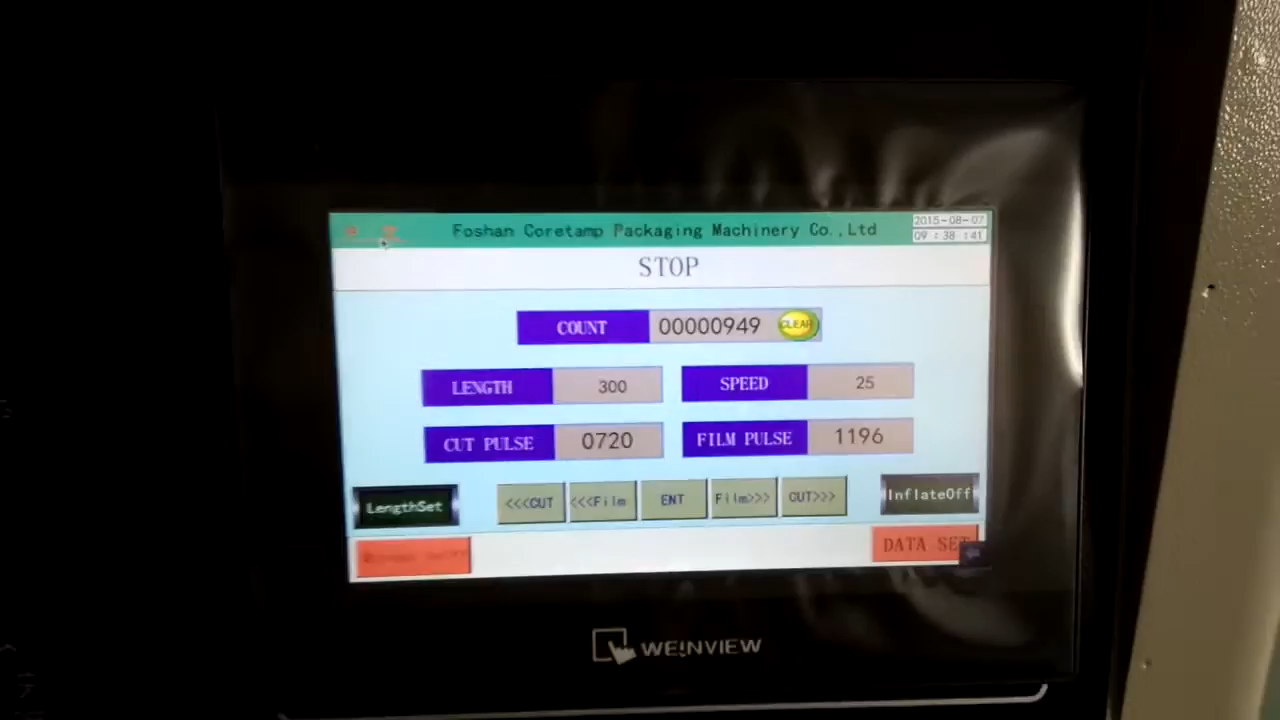 Foshan Coretamp Packaging Machinery Co.,Ltd
2015-08-07
09 : 38 :41
STOP
COUNT 00000949 CLEAR
LENGTH 300 SPEED 25
CUT PULSE 0720 FILM PULSE 1196
LengthSet <<<CUT <<<Film ENT Film>>> CUT>>> InflateOff
DATA SET
WEINVIEW